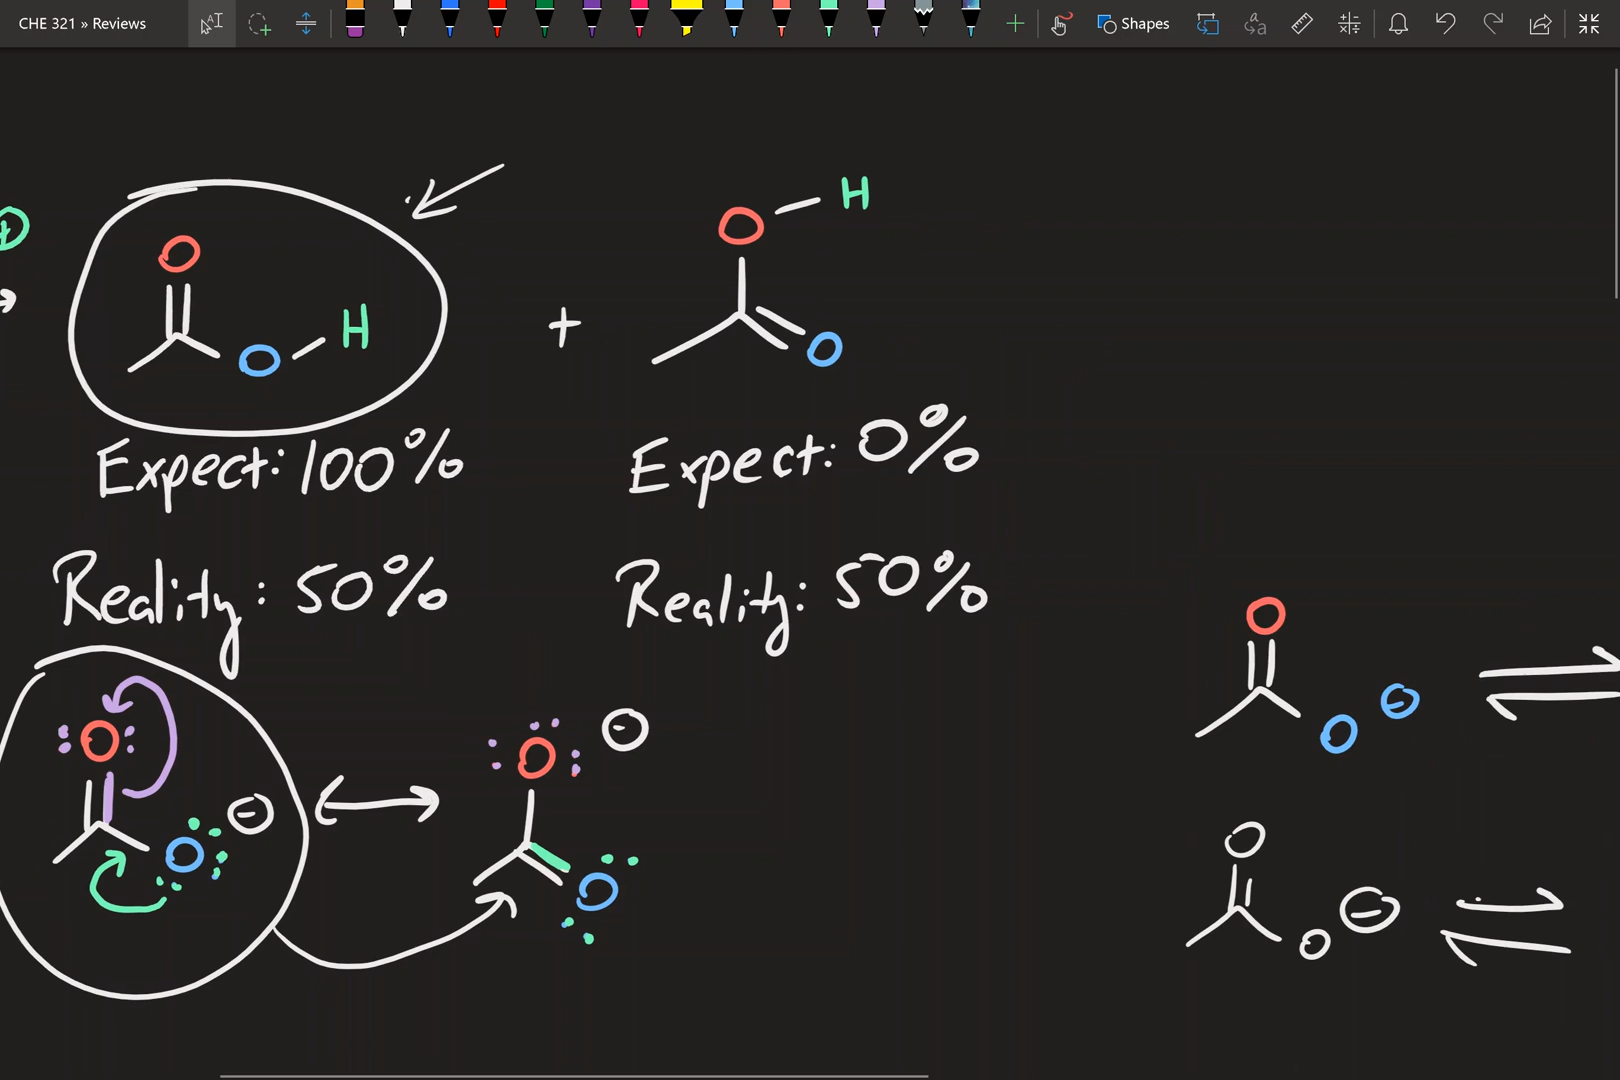 CHE 321 » Reviews
Shapes
⊕
O
O
H
+
O
H
O
Expect: 100%
Expect: 0%
Reality: 50%
Reality: 50%
O
O
⊖
O
⊖
O
O
O
⊖
O
O
⊖